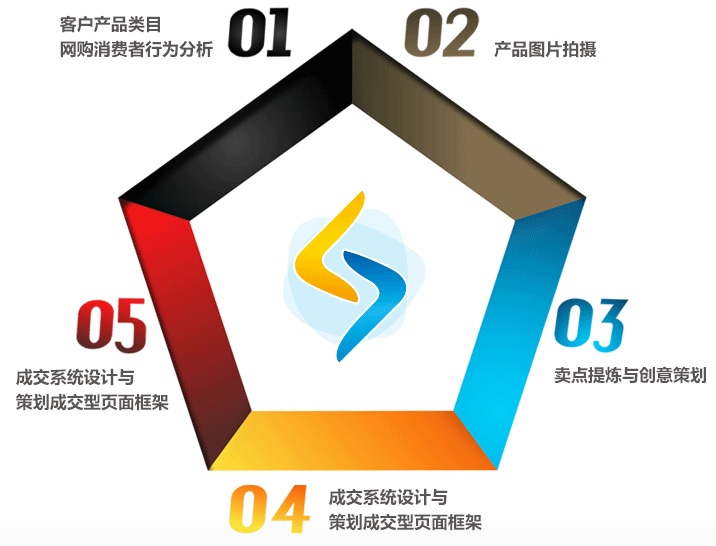 客户产品类目
网购消费者行为分析
01
02
产品图片拍摄
03
卖点提炼与创意策划
04
成交系统设计与
策划成交型页面框架
05
成交系统设计与
策划成交型页面框架